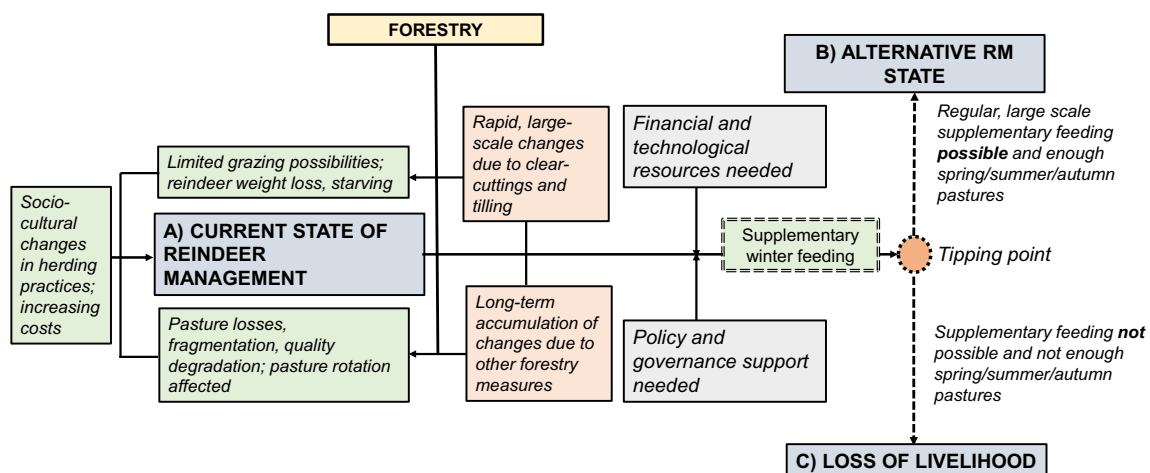 FORESTRY
B) ALTERNATIVE RM
STATE
Rapid, large-
scale changes
due to clear-
cuttings and
tilling
Financial and
technological
resources needed
Regular, large scale
supplementary feeding
possible and enough
spring/summer/autumn
pastures
Limited grazing possibilities;
reindeer weight loss, starving
Socio-
cultural
changes
in herding
practices;
increasing
costs
A) CURRENT STATE OF
REINDEER
MANAGEMENT
Supplementary
winter feeding
Tipping point
Pasture losses,
fragmentation, quality
degradation; pasture rotation
affected
Long-term
accumulation of
changes due to
other forestry
measures
Policy and
governance support
needed
Supplementary feeding not
possible and not enough
spring/summer/autumn
pastures
C) LOSS OF LIVELIHOOD